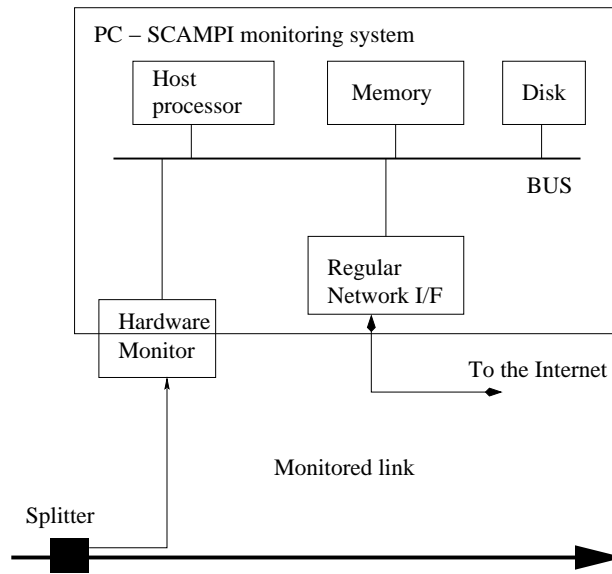 PC – SCAMPI monitoring system
Host
processor
Memory
Disk
BUS
Regular
Network I/F
Hardware
Monitor
To the Internet
Monitored link
Splitter